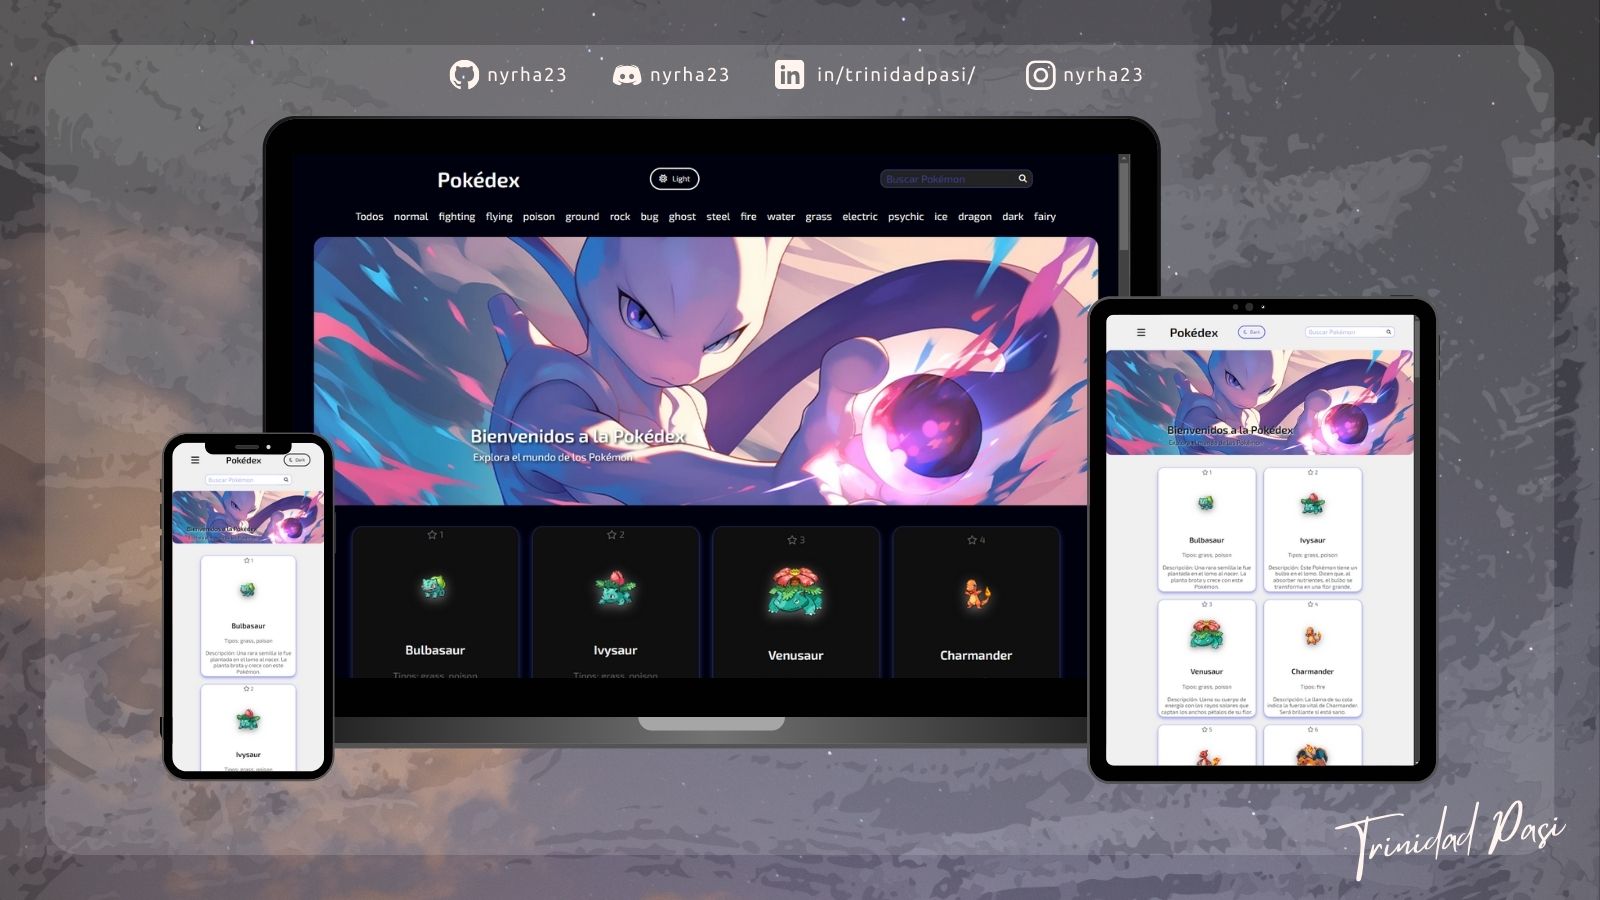 nyrha23 nyrha23 in/trinidadpasi/ nyrha23
Pokédex Light Buscar Pokémon
Todos normal fighting flying poison ground rock bug ghost steel fire water grass electric psychic ice dragon dark fairy
Bienvenidos a la Pokédex
Explora el mundo de los Pokémon
1 2 3 4
Bulbasaur Ivysaur Venusaur Charmander
Tipos: grass, poison Tipos: grass, poison
Pokédex Dark
Buscar Pokémon
Bienvenidos a la Pokédex
1
Bulbasaur
Tipos: grass, poison
Descripción: Una rara semilla le fue
plantada en el lomo al nacer. La
planta brota y crece con este
Pokémon.
2
Ivysaur
Tipos: grass, poison
Pokédex Dark Buscar Pokémon
Bienvenidos a la Pokédex
Explora el mundo de los Pokémon
1 2
Bulbasaur Ivysaur
Tipos: grass, poison Tipos: grass, poison
Descripción: Una rara semilla le fue
plantada en el lomo al nacer. La
planta brota y crece con este
Pokémon.
Descripción: Este Pokémon tiene un
bulbo en el lomo. Dicen que, al
absorber nutrientes, el bulbo se
transforma en una flor grande.
3 4
Venusaur Charmander
Tipos: grass, poison Tipos: fire
Descripción: Llena su cuerpo de
energía con los rayos solares que
captan los anchos pétalos de su flor.
Descripción: La llama de su cola
indica la fuerza vital de Charmander.
Será brillante si está sano.
5 6
Trinidad Pasi